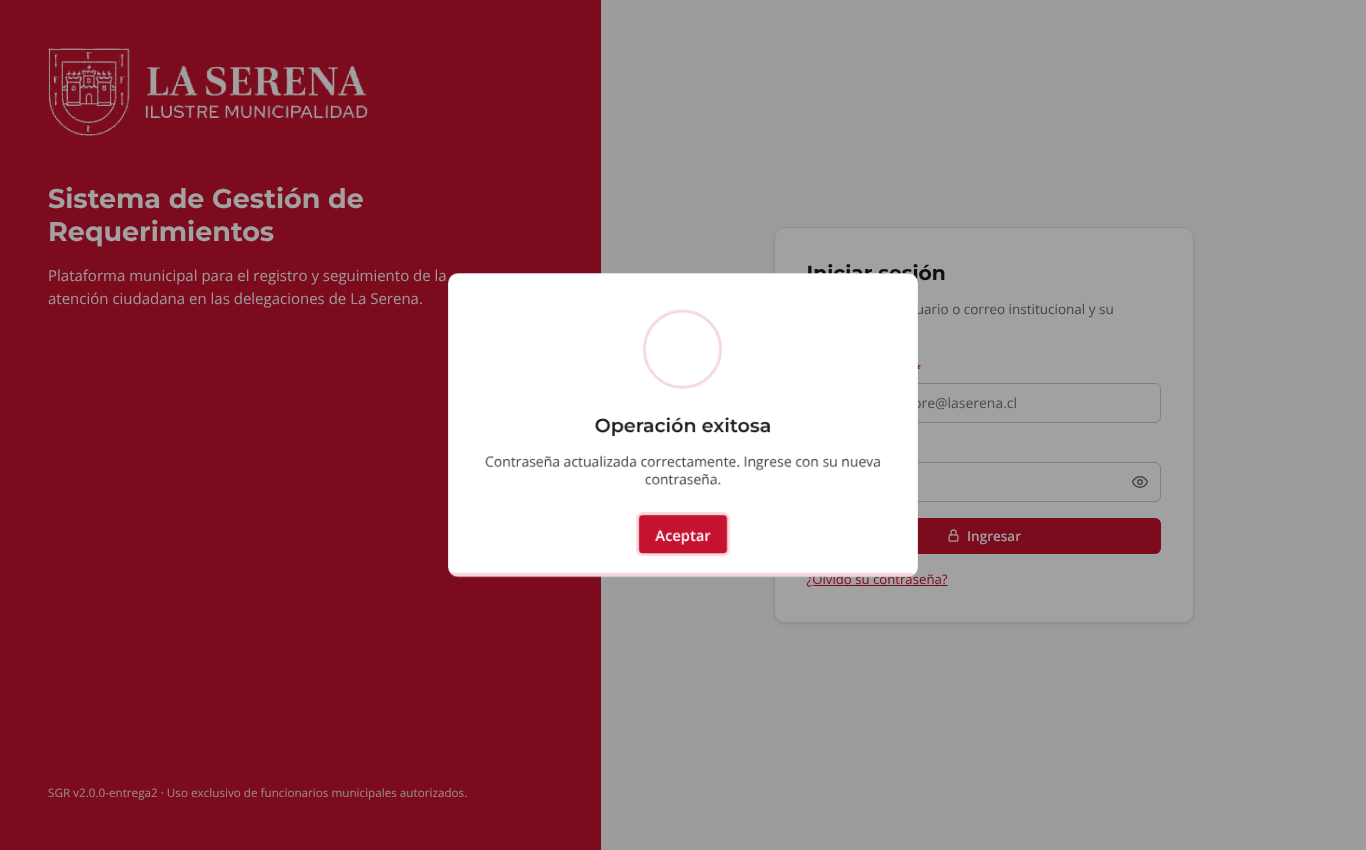 LA SERENA
ILUSTRE MUNICIPALIDAD
Sistema de Gestión de
Requerimientos
Plataforma municipal para el registro y seguimiento de la
atención ciudadana en las delegaciones de La Serena.
Iniciar sesión
o correo institucional y su
*
@laserena.cl
Ingresar
¿Olvidó su contraseña?
Operación exitosa
Contraseña actualizada correctamente. Ingrese con su nueva
contraseña.
Aceptar
SGR v2.0.0-entrega2 · Uso exclusivo de funcionarios municipales autorizados.